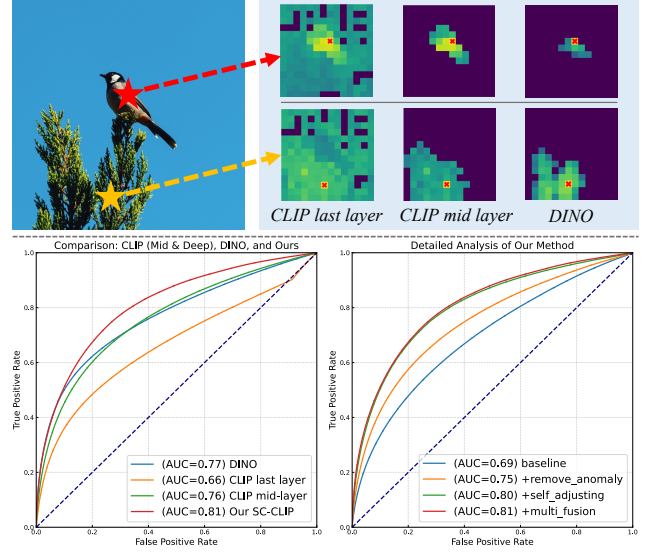 CLIP last layer CLIP mid layer DINO
Comparison: CLIP (Mid & Deep), DINO, and Ours
True Positive Rate
1.0
0.8
0.6
0.4
0.2
0.0
(AUC=0.77) DINO
(AUC=0.66) CLIP last layer
(AUC=0.76) CLIP mid-layer
(AUC=0.81) Our SC-CLIP
0.0 0.2 0.4 0.6 0.8 1.0
False Positive Rate
Detailed Analysis of Our Method
True Positive Rate
1.0
0.8
0.6
0.4
0.2
0.0
(AUC=0.69) baseline
(AUC=0.75) +remove_anomaly
(AUC=0.80) +self_adjusting
(AUC=0.81) +multi_fusion
0.0 0.2 0.4 0.6 0.8 1.0
False Positive Rate